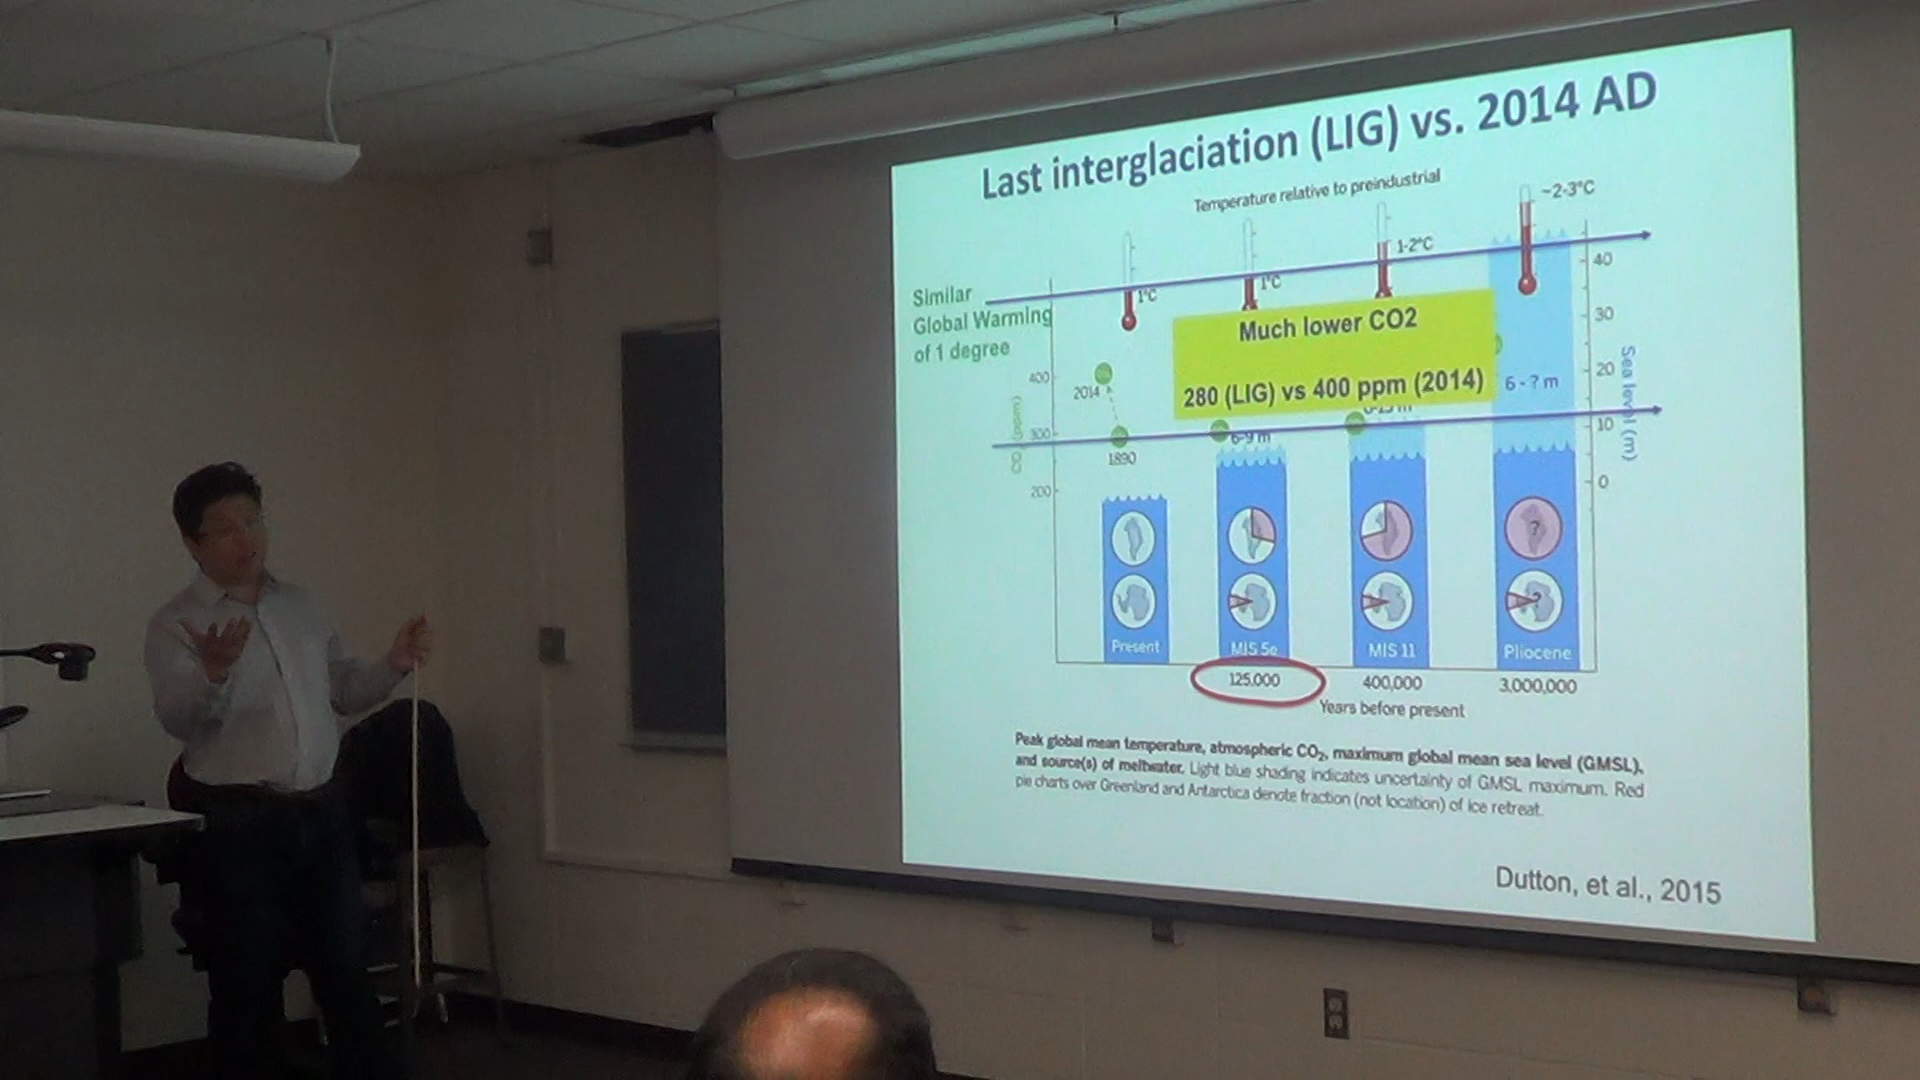 Last interglaciation (LIG) vs. 2014 AD
Temperature relative to preindustrial
~2-3°C
1-2°C
1°C
1°C
Similar
Global Warming
of 1 degree
Much lower CO2
280 (LIG) vs 400 ppm (2014)
40
30
20
10
0
Sea level (m)
400
300
200
(ppm)
2014
1890
6-9 m
6 - ? m
?
?
Present
MIS 5e
MIS 11
Pliocene
125,000
400,000
3,000,000
Years before present
Peak global mean temperature, atmospheric CO₂, maximum global mean sea level (GMSL),
and source(s) of meltwater. Light blue shading indicates uncertainty of GMSL maximum. Red
pie charts over Greenland and Antarctica denote fraction (not location) of ice retreat.
Dutton, et al., 2015